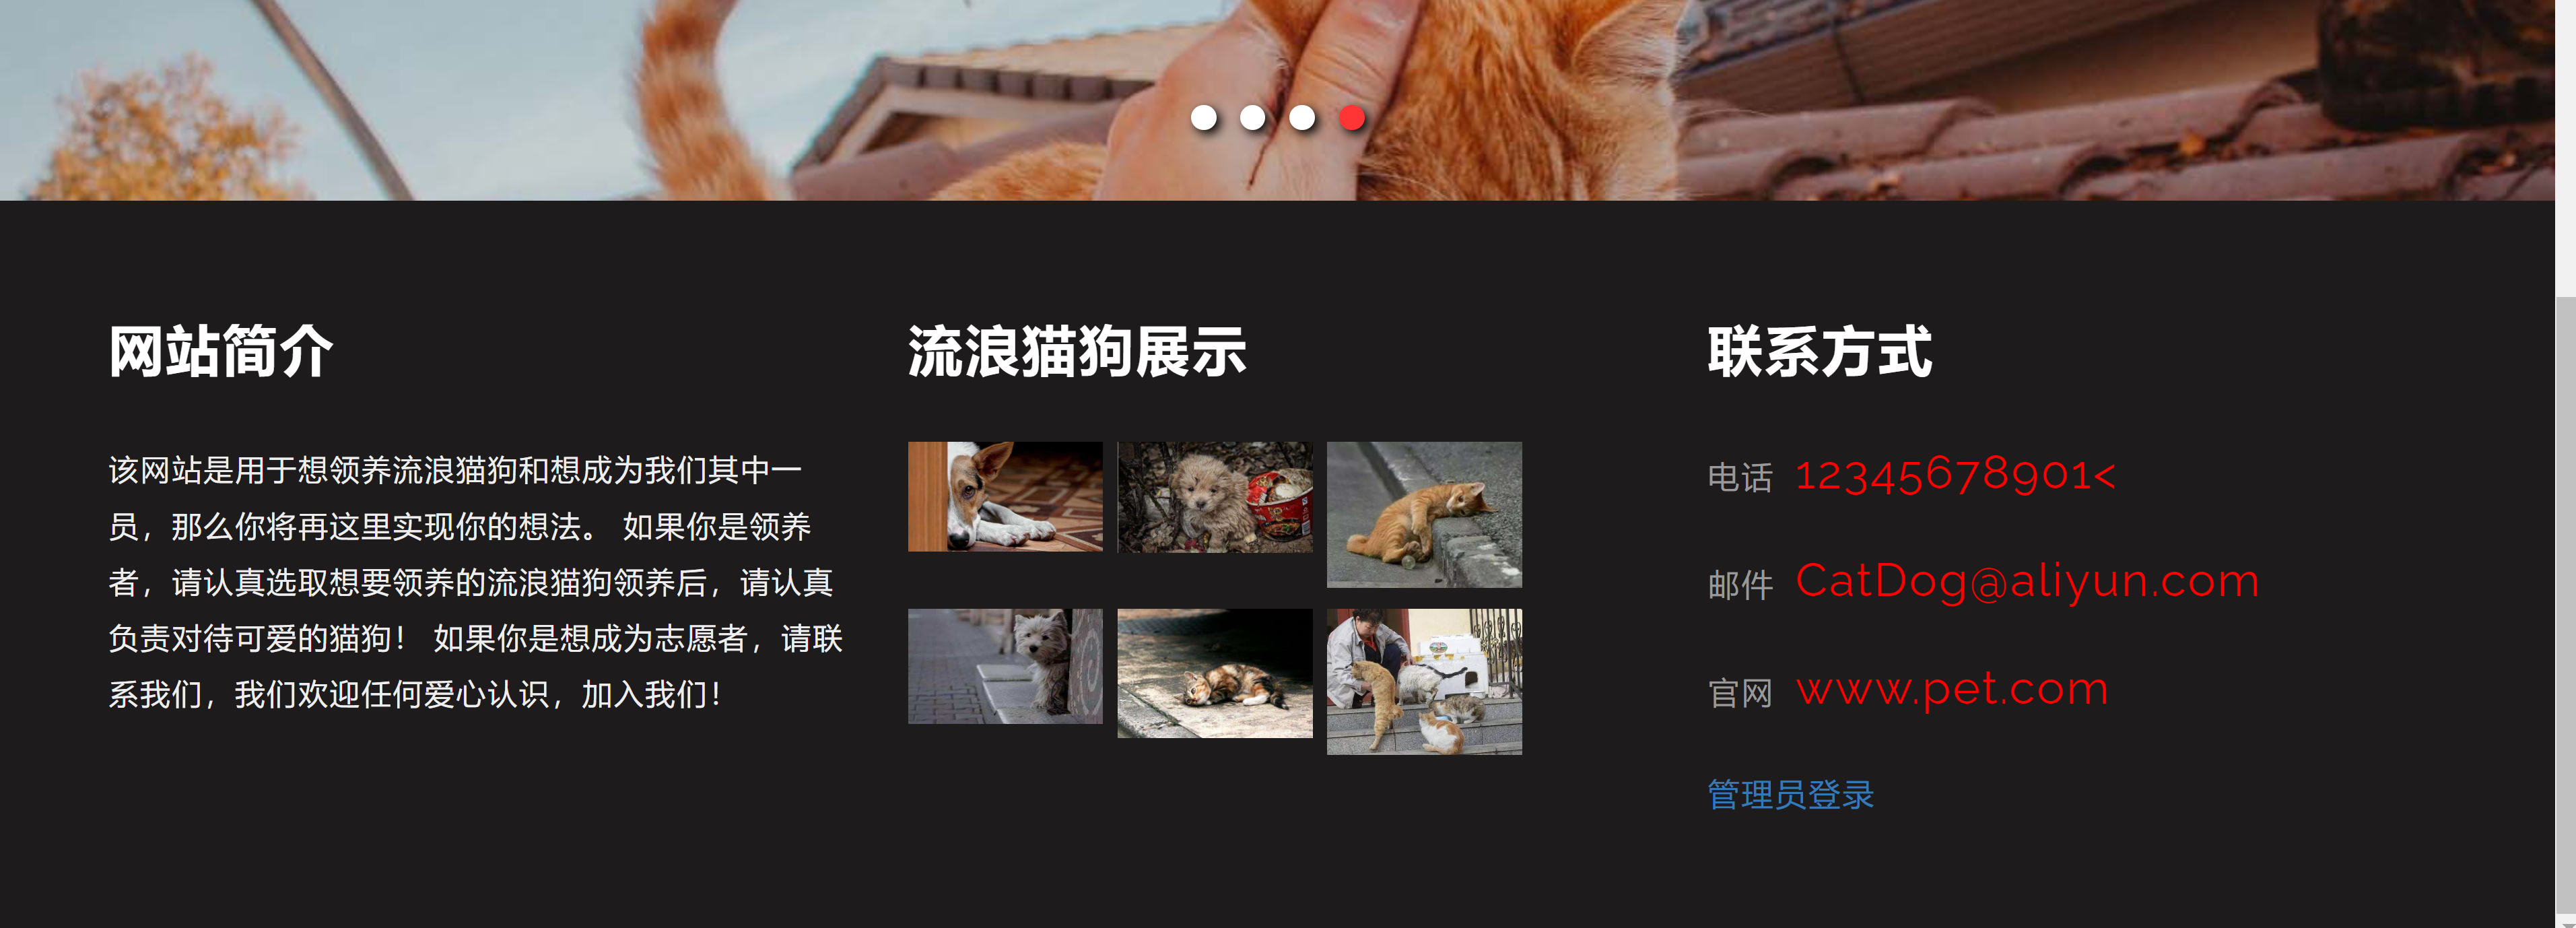 网站简介
该网站是用于想领养流浪猫狗和想成为我们其中一
员，那么你将再这里实现你的想法。 如果你是领养
者，请认真选取想要领养的流浪猫狗领养后，请认真
负责对待可爱的猫狗！ 如果你是想成为志愿者，请联
系我们，我们欢迎任何爱心认识，加入我们！
流浪猫狗展示
联系方式
电话 12345678901<
邮件 CatDog@aliyun.com
官网 www.pet.com
管理员登录